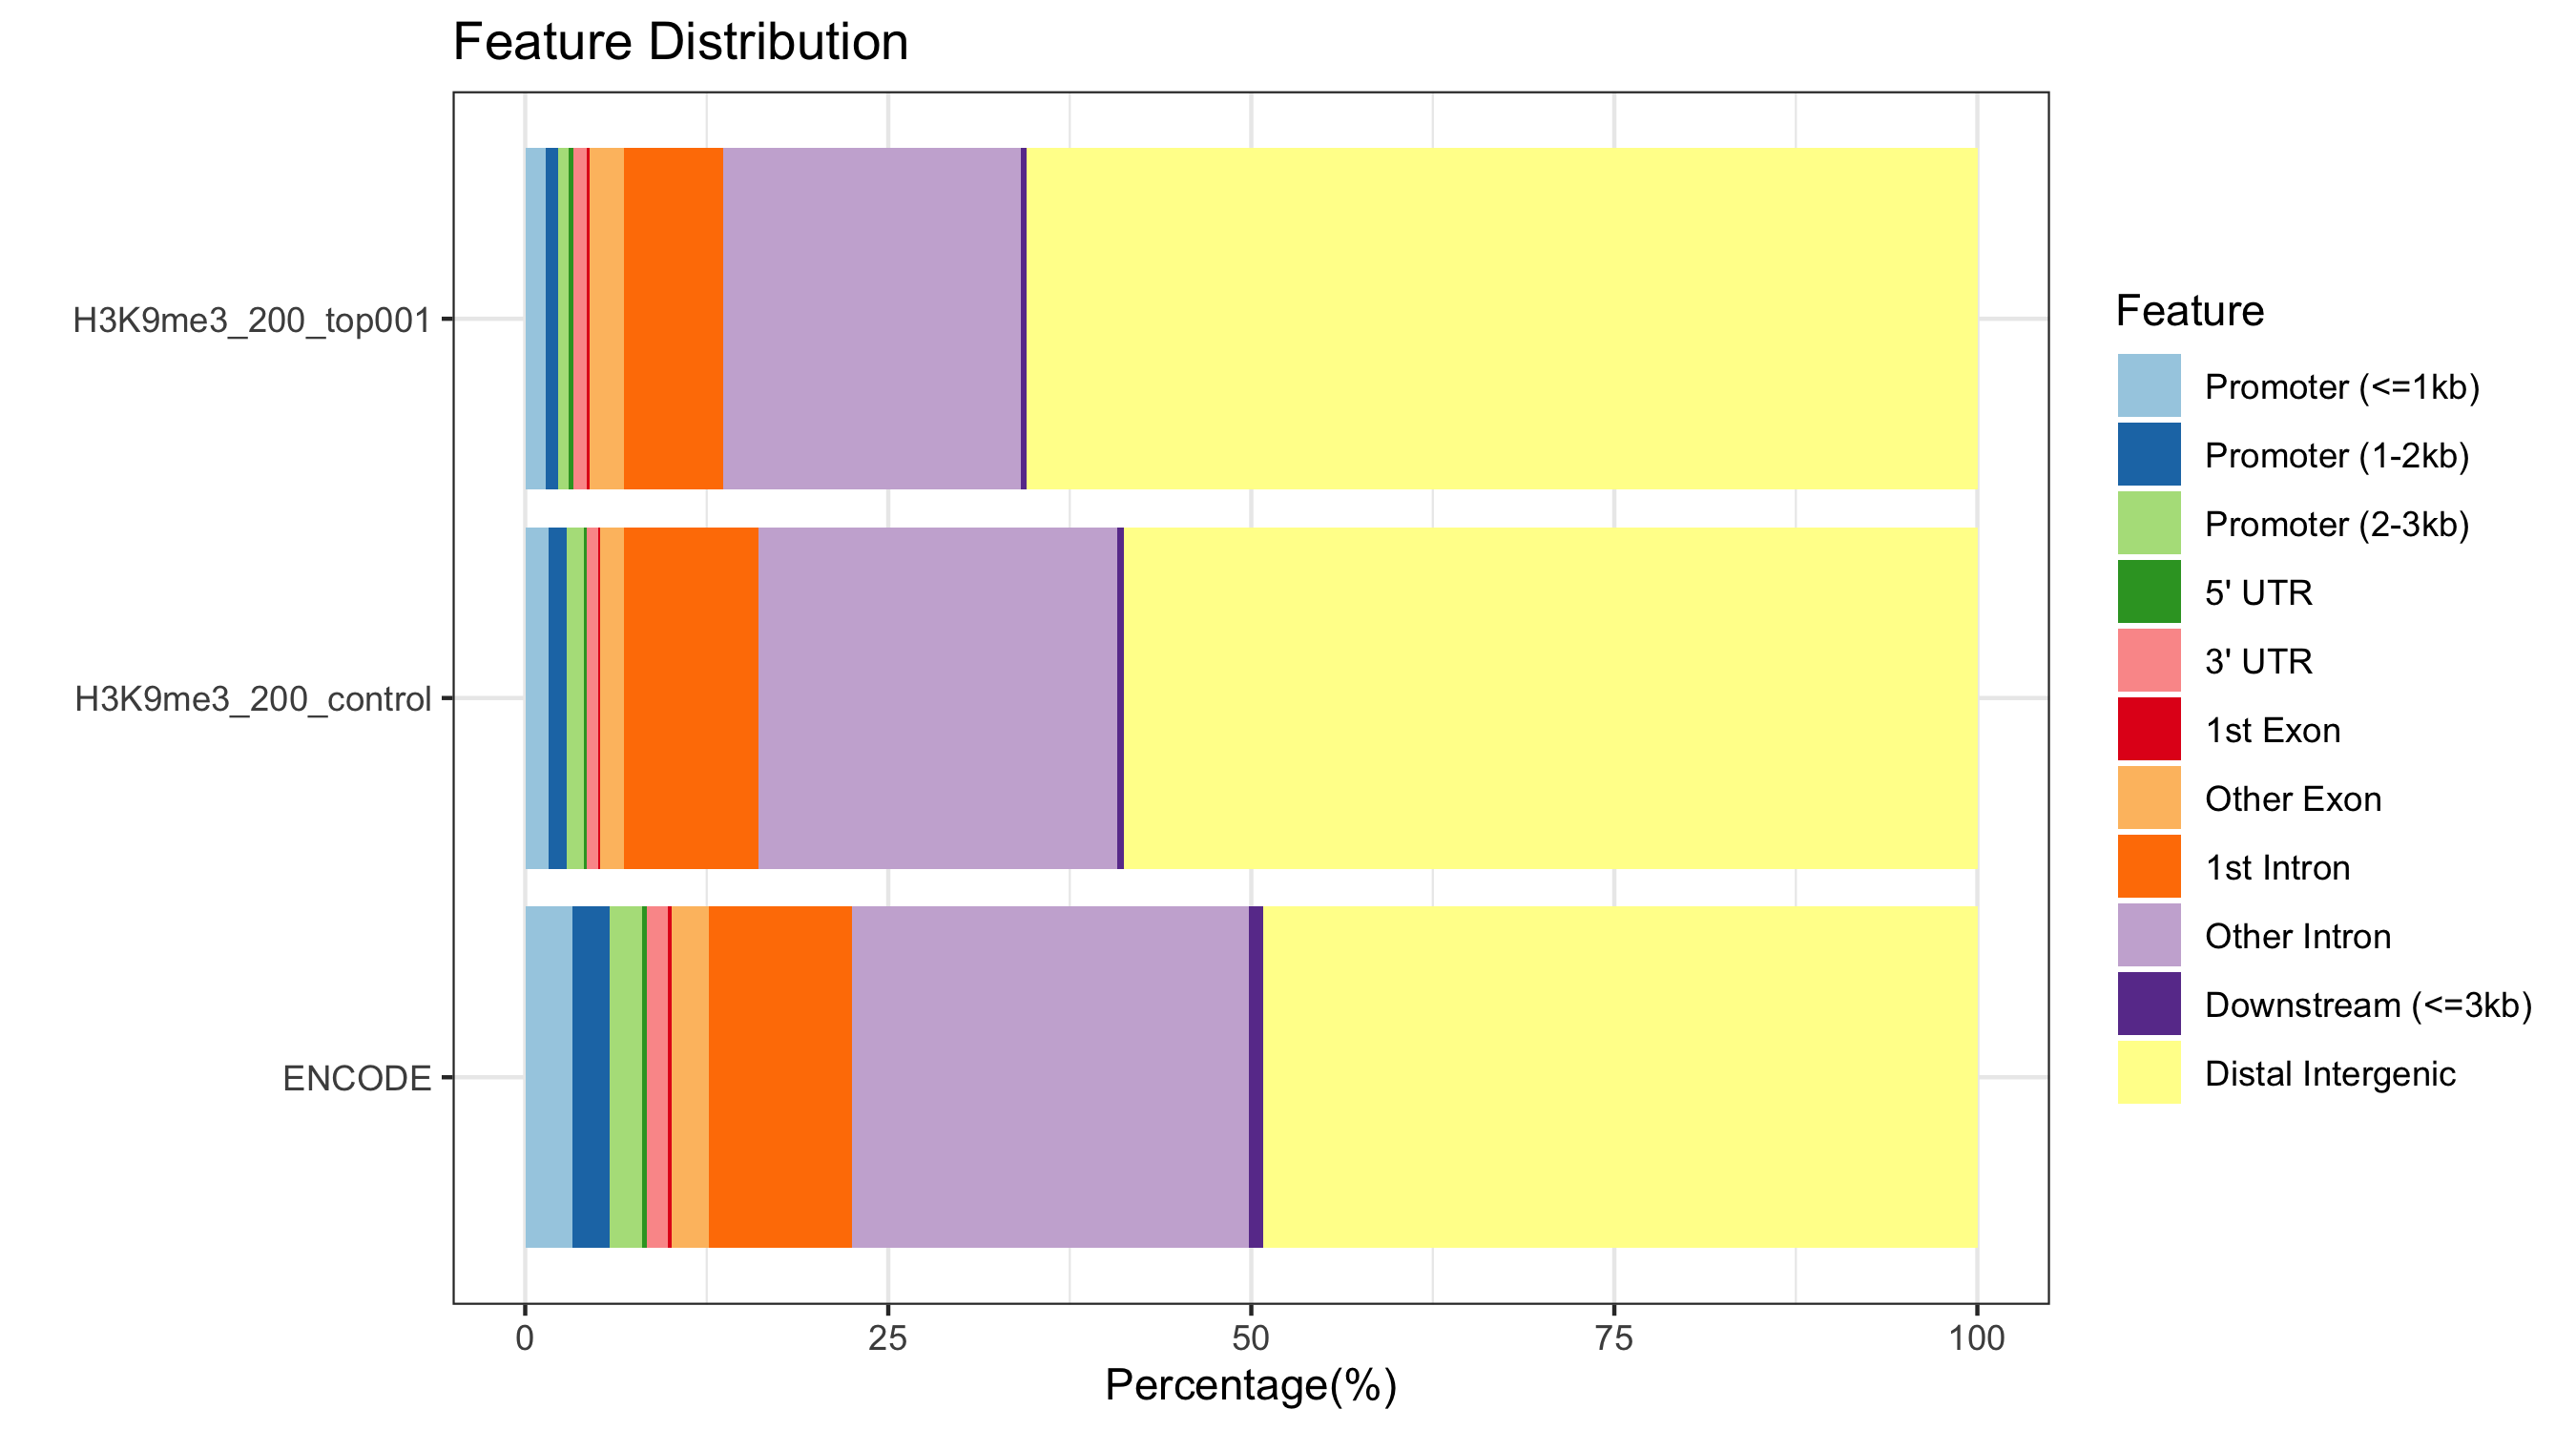 Feature Distribution
H3K9me3_200_top001
H3K9me3_200_control
ENCODE
0 25 50 75 100
Percentage(%)
Feature
Promoter (<=1kb)
Promoter (1-2kb)
Promoter (2-3kb)
5' UTR
3' UTR
1st Exon
Other Exon
1st Intron
Other Intron
Downstream (<=3kb)
Distal Intergenic